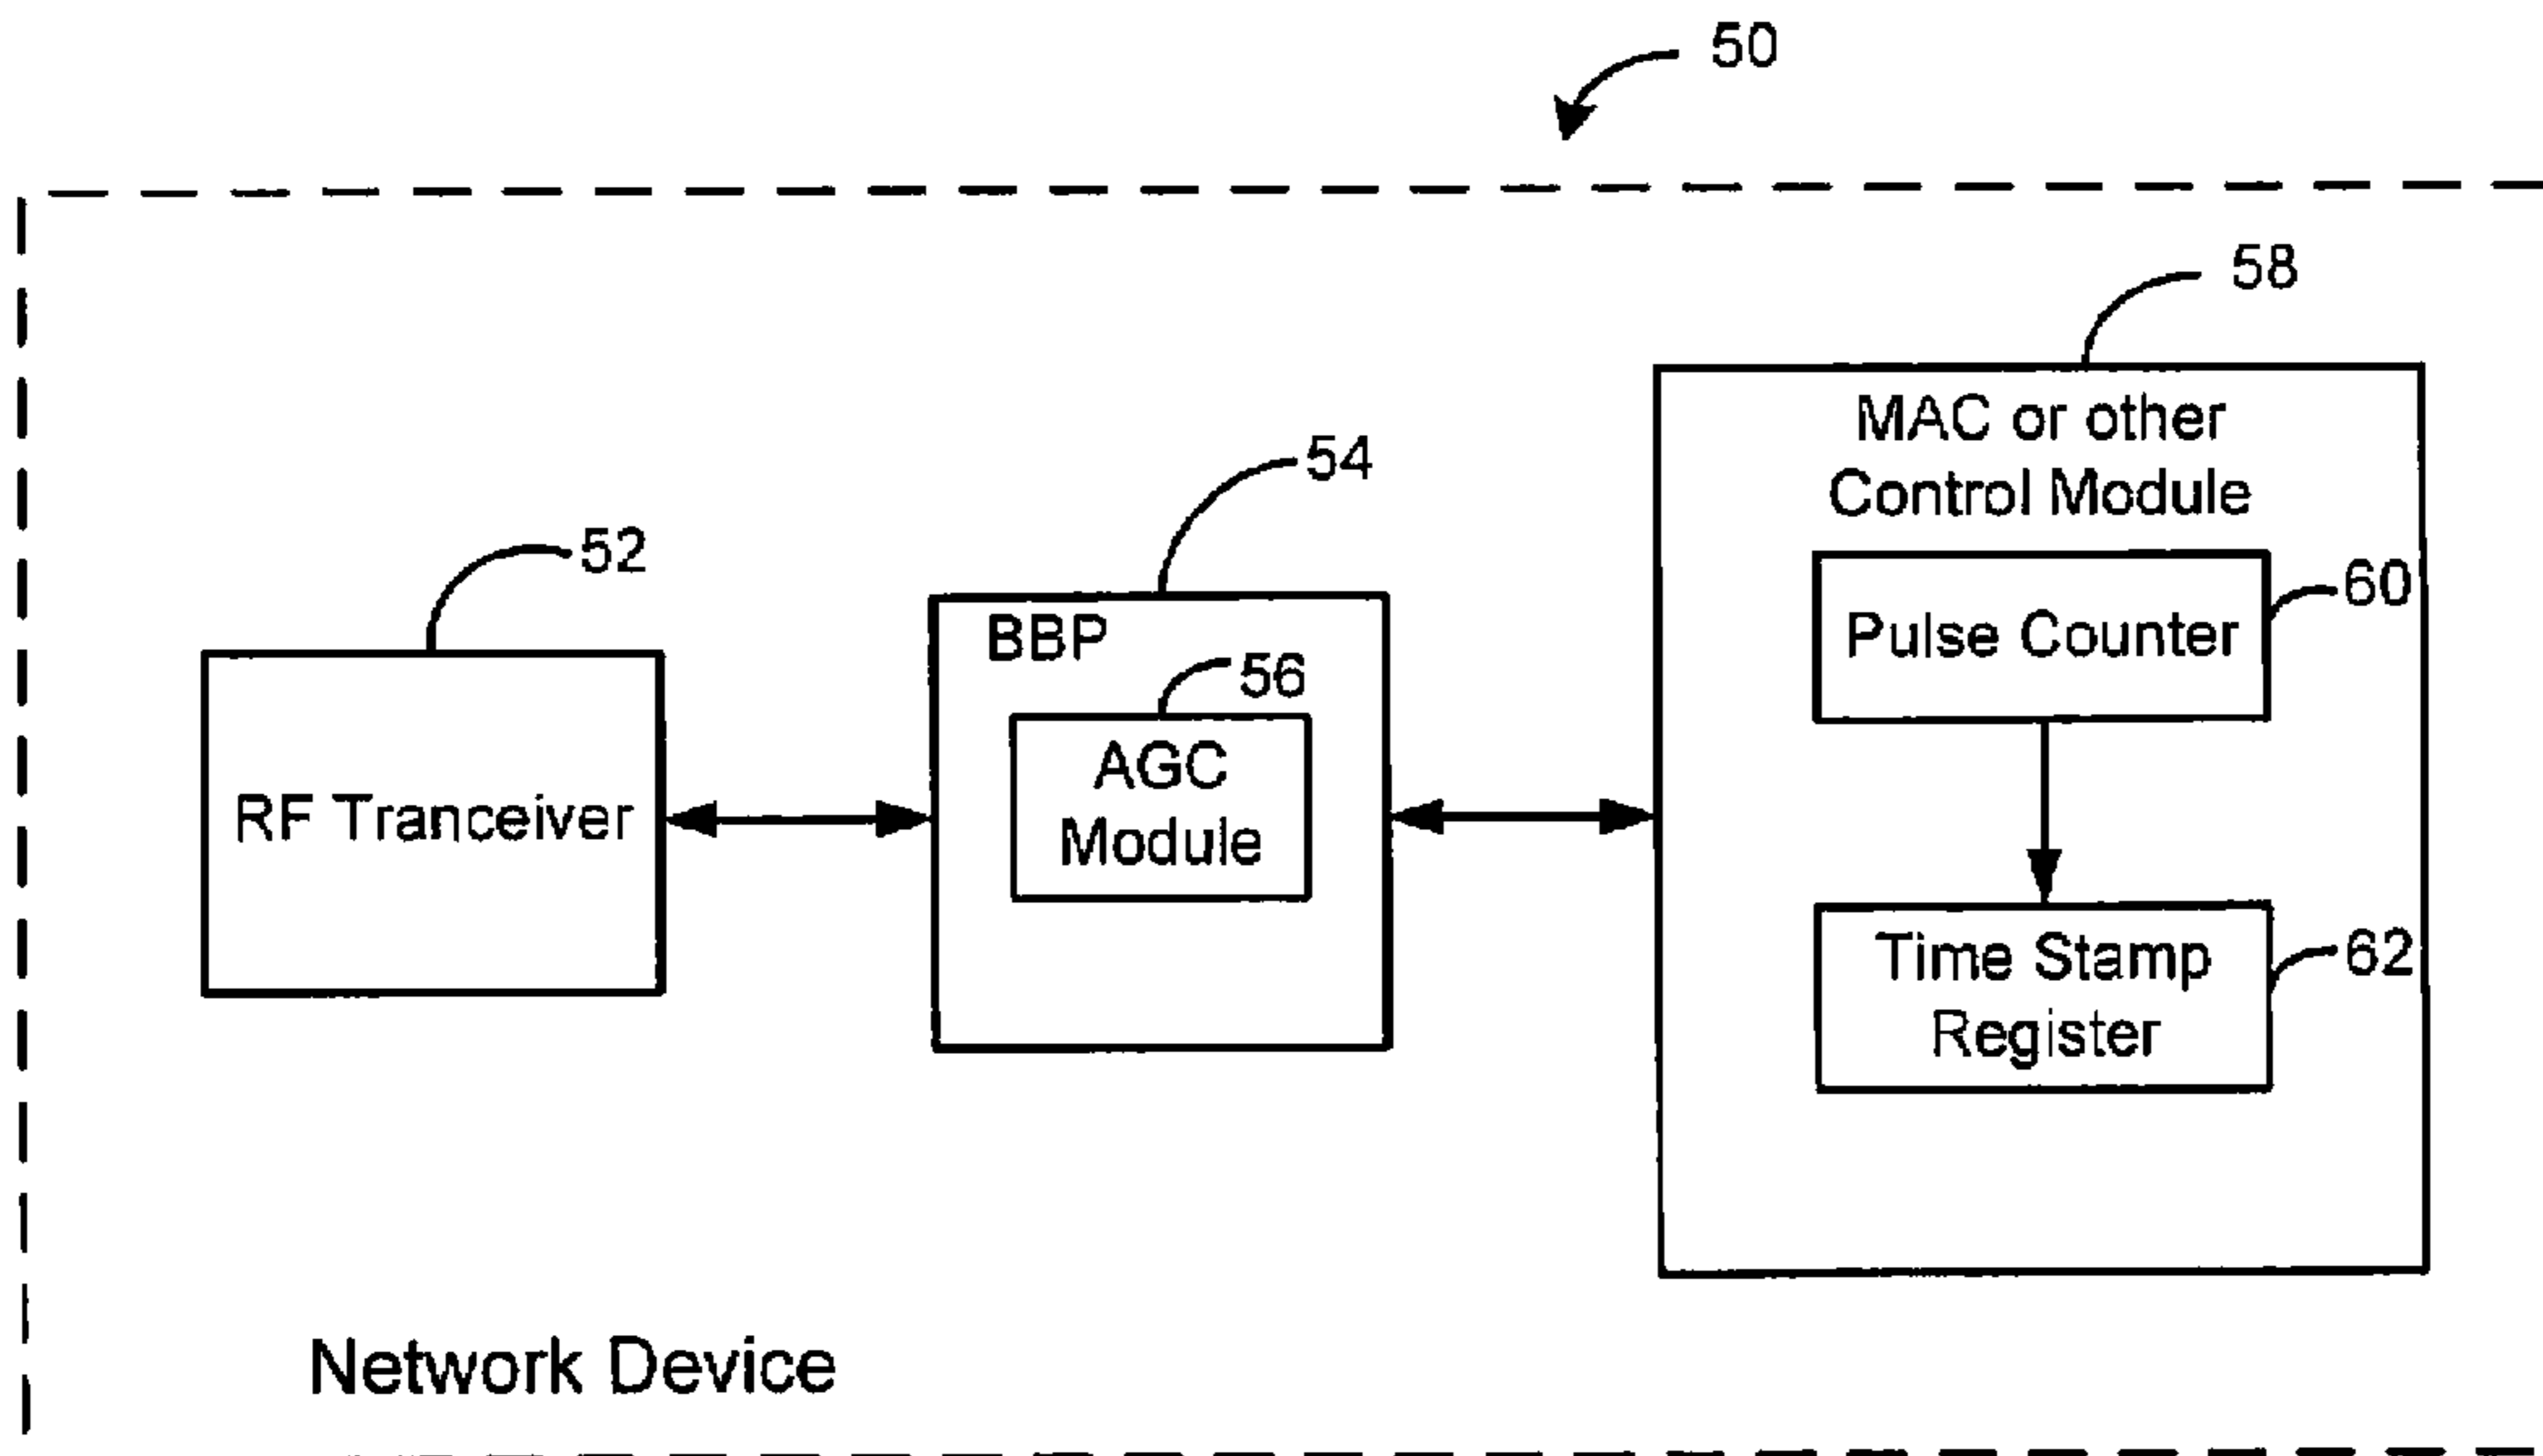 50
58
MAC or other
Control Module
54
52
60
Pulse Counter
BBP
56
AGC
Module
RF Tranceiver
62
Time Stamp
Register
Network Device